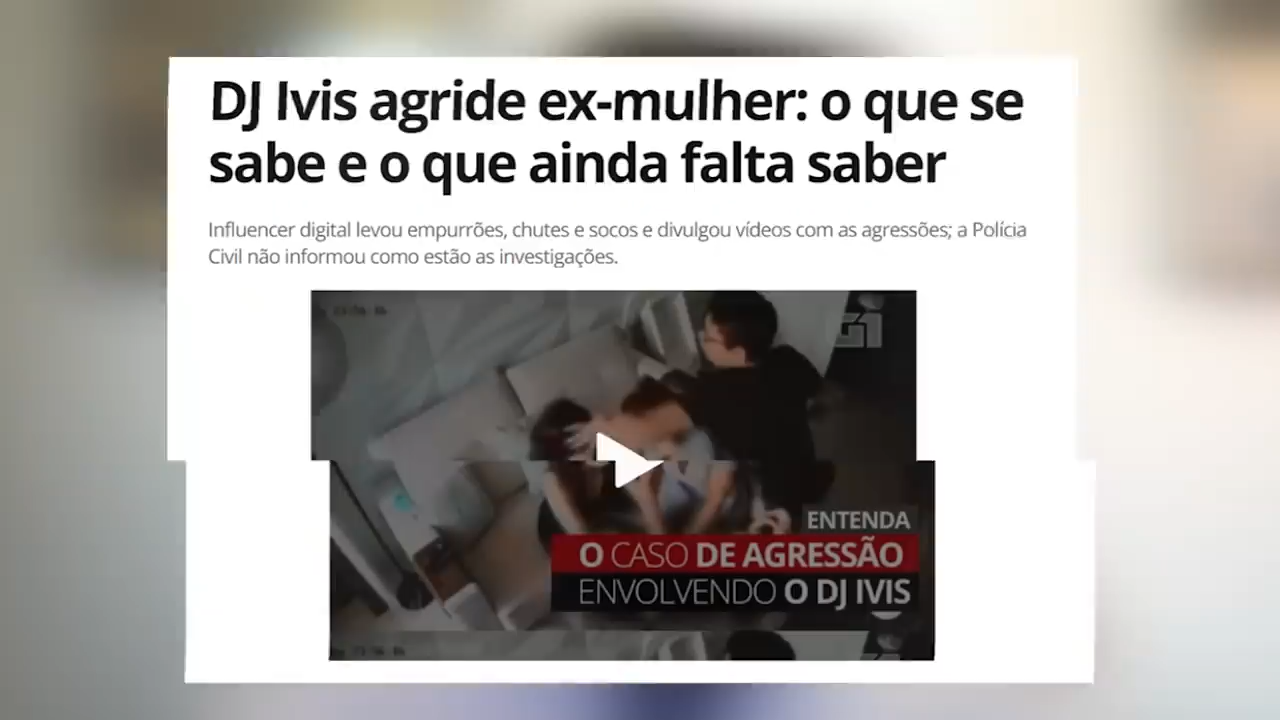 DJ Ivis agride ex-mulher: o que se
sabe e o que ainda falta saber
Influencer digital levou empurrões, chutes e socos e divulgou vídeos com as agressões; a Polícia
Civil não informou como estão as investigações.
G1
ENTENDA
O CASO DE AGRESSÃO
ENVOLVENDO O DJ IVIS